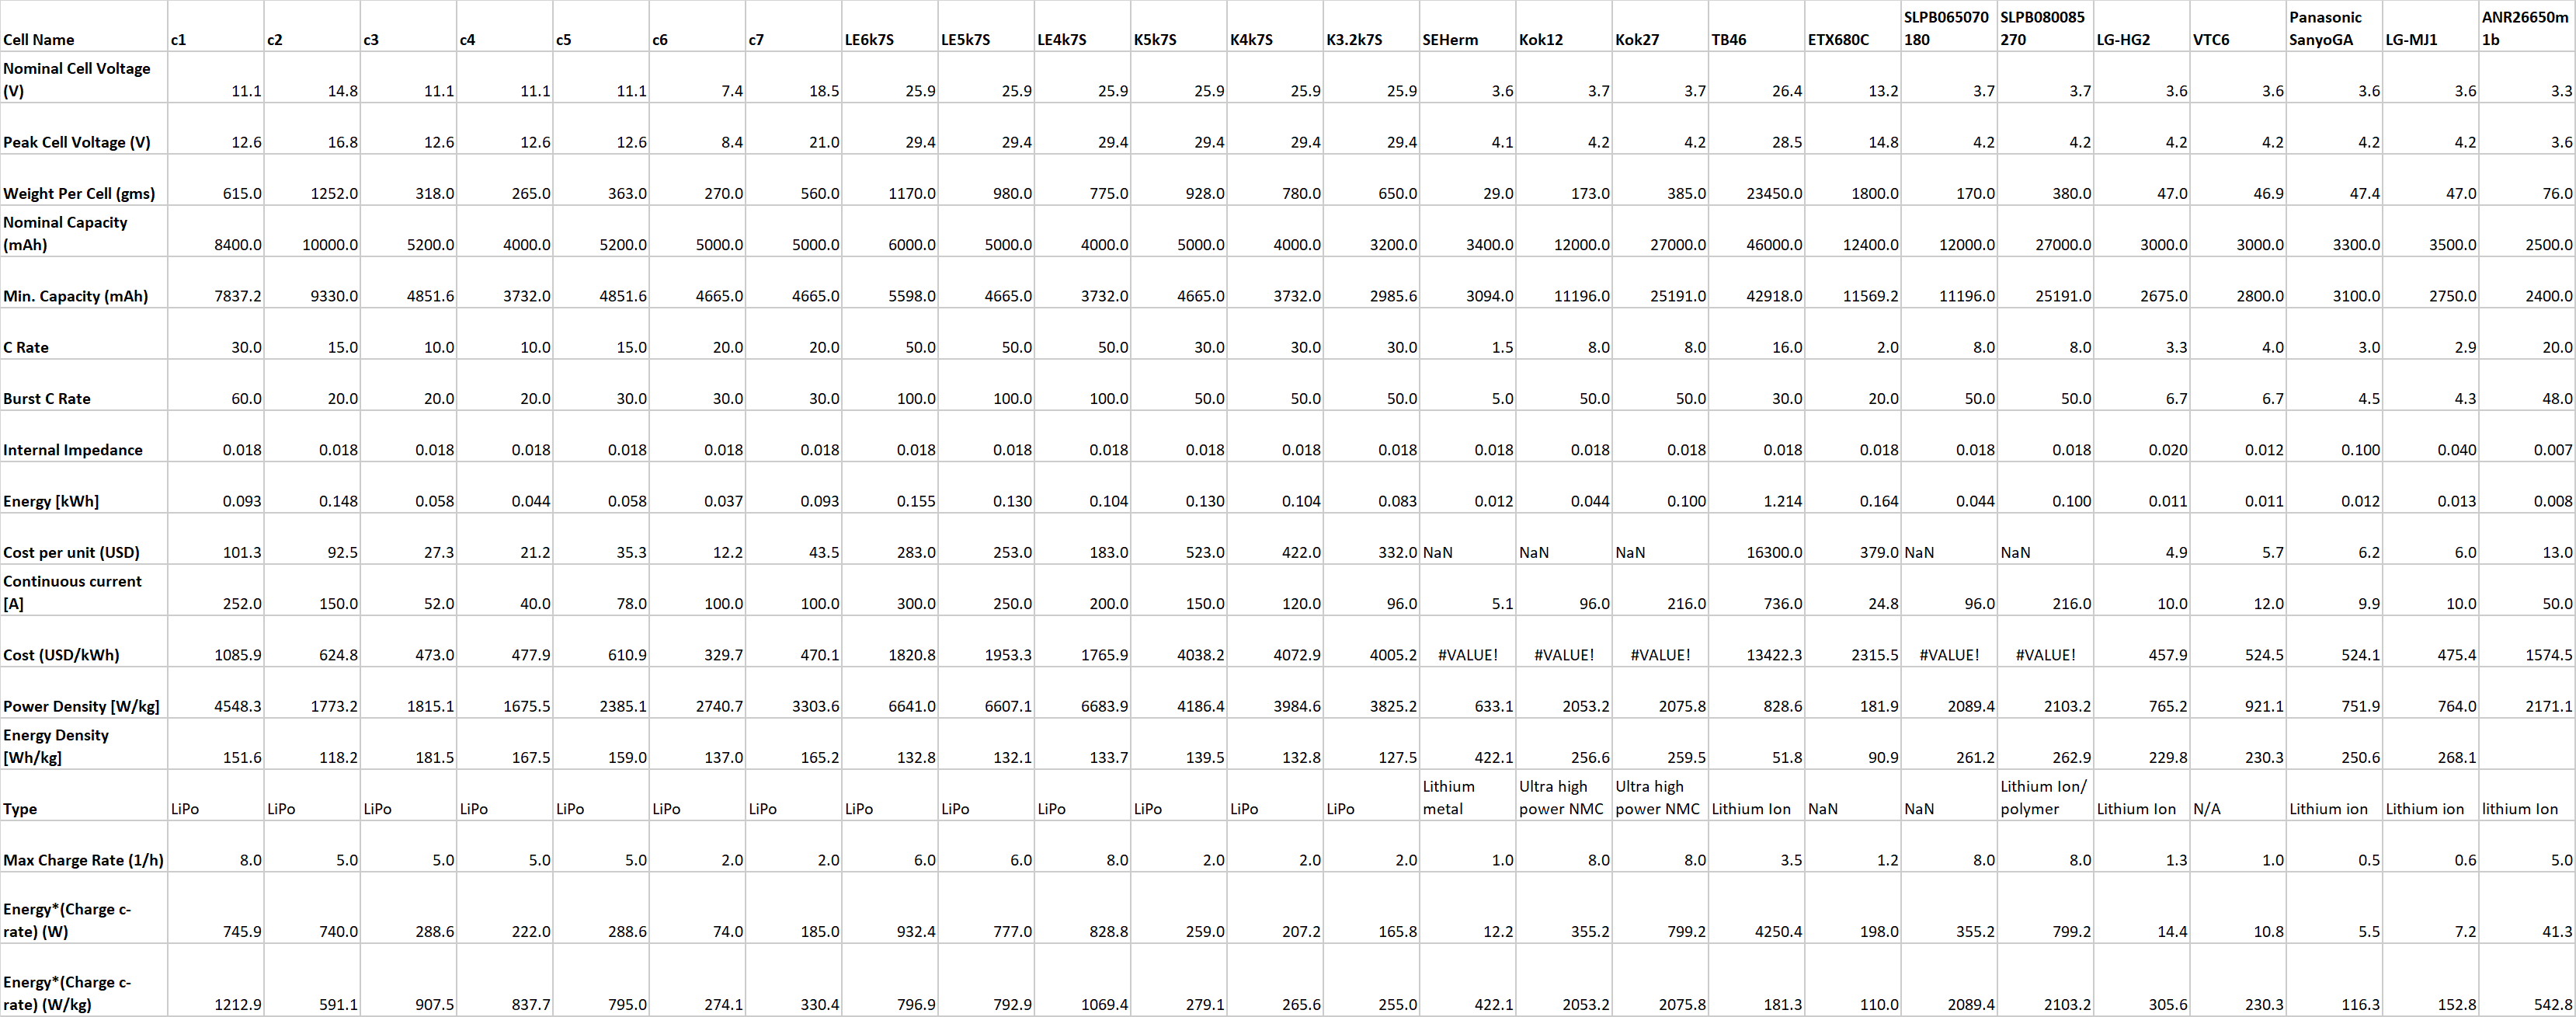 Cell Name c1 c2 c3 c4 c5 c6 c7 LE6k7S LE5k7S LE4k7S K5k7S K4k7S K3.2k7S SEHerm Kok12 Kok27 TB46 ETX680C SLPB065070 180 SLPB080085 270 LG-HG2 VTC6 Panasonic SanyoGA LG-MJ1 ANR26650m 1b
Nominal Cell Voltage (V) 11.1 14.8 11.1 11.1 11.1 7.4 18.5 25.9 25.9 25.9 25.9 25.9 25.9 3.6 3.7 3.7 26.4 13.2 3.7 3.7 3.6 3.6 3.6 3.6 3.3
Peak Cell Voltage (V) 12.6 16.8 12.6 12.6 12.6 8.4 21.0 29.4 29.4 29.4 29.4 29.4 29.4 4.1 4.2 4.2 28.5 14.8 4.2 4.2 4.2 4.2 4.2 4.2 3.6
Weight Per Cell (gms) 615.0 1252.0 318.0 265.0 363.0 270.0 560.0 1170.0 980.0 775.0 928.0 780.0 650.0 29.0 173.0 385.0 23450.0 1800.0 170.0 380.0 47.0 46.9 47.4 47.0 76.0
Nominal Capacity (mAh) 8400.0 10000.0 5200.0 4000.0 5200.0 5000.0 5000.0 6000.0 5000.0 4000.0 5000.0 4000.0 3200.0 3400.0 12000.0 27000.0 46000.0 12400.0 12000.0 27000.0 3000.0 3000.0 3300.0 3500.0 2500.0
Min. Capacity (mAh) 7837.2 9330.0 4851.6 3732.0 4851.6 4665.0 4665.0 5598.0 4665.0 3732.0 4665.0 3732.0 2985.6 3094.0 11196.0 25191.0 42918.0 11569.2 11196.0 25191.0 2675.0 2800.0 3100.0 2750.0 2400.0
C Rate 30.0 15.0 10.0 10.0 15.0 20.0 20.0 50.0 50.0 50.0 30.0 30.0 30.0 1.5 8.0 8.0 16.0 2.0 8.0 8.0 3.3 4.0 3.0 2.9 20.0
Burst C Rate 60.0 20.0 20.0 20.0 30.0 30.0 30.0 100.0 100.0 100.0 50.0 50.0 50.0 5.0 50.0 50.0 30.0 20.0 50.0 50.0 6.7 6.7 4.5 4.3 48.0
Internal Impedance 0.018 0.018 0.018 0.018 0.018 0.018 0.018 0.018 0.018 0.018 0.018 0.018 0.018 0.018 0.018 0.018 0.018 0.018 0.018 0.018 0.020 0.012 0.100 0.040 0.007
Energy [kWh] 0.093 0.148 0.058 0.044 0.058 0.037 0.093 0.155 0.130 0.104 0.130 0.104 0.083 0.012 0.044 0.100 1.214 0.164 0.044 0.100 0.011 0.011 0.012 0.013 0.008
Cost per unit (USD) 101.3 92.5 27.3 21.2 35.3 12.2 43.5 283.0 253.0 183.0 523.0 422.0 332.0 NaN NaN NaN 16300.0 379.0 NaN NaN 4.9 5.7 6.2 6.0 13.0
Continuous current [A] 252.0 150.0 52.0 40.0 78.0 100.0 100.0 300.0 250.0 200.0 150.0 120.0 96.0 5.1 96.0 216.0 736.0 24.8 96.0 216.0 10.0 12.0 9.9 10.0 50.0
Cost (USD/kWh) 1085.9 624.8 473.0 477.9 610.9 329.7 470.1 1820.8 1953.3 1765.9 4038.2 4072.9 4005.2 #VALUE! #VALUE! #VALUE! 13422.3 2315.5 #VALUE! #VALUE! 457.9 524.5 524.1 475.4 1574.5
Power Density [W/kg] 4548.3 1773.2 1815.1 1675.5 2385.1 2740.7 3303.6 6641.0 6607.1 6683.9 4186.4 3984.6 3825.2 633.1 2053.2 2075.8 828.6 181.9 2089.4 2103.2 765.2 921.1 751.9 764.0 2171.1
Energy Density [Wh/kg] 151.6 118.2 181.5 167.5 159.0 137.0 165.2 132.8 132.1 133.7 139.5 132.8 127.5 422.1 256.6 259.5 51.8 90.9 261.2 262.9 229.8 230.3 250.6 268.1
Type LiPo LiPo LiPo LiPo LiPo LiPo LiPo LiPo LiPo LiPo LiPo LiPo LiPo Lithium metal Ultra high power NMC Ultra high power NMC Lithium Ion NaN NaN Lithium Ion/ polymer Lithium Ion N/A Lithium ion Lithium ion lithium Ion
Max Charge Rate (1/h) 8.0 5.0 5.0 5.0 5.0 2.0 2.0 6.0 6.0 8.0 2.0 2.0 2.0 1.0 8.0 8.0 3.5 1.2 8.0 8.0 1.3 1.0 0.5 0.6 5.0
Energy*(Charge c-rate) (W) 745.9 740.0 288.6 222.0 288.6 74.0 185.0 932.4 777.0 828.8 259.0 207.2 165.8 12.2 355.2 799.2 4250.4 198.0 355.2 799.2 14.4 10.8 5.5 7.2 41.3
Energy*(Charge c-rate) (W/kg) 1212.9 591.1 907.5 837.7 795.0 274.1 330.4 796.9 792.9 1069.4 279.1 265.6 255.0 422.1 2053.2 2075.8 181.3 110.0 2089.4 2103.2 305.6 230.3 116.3 152.8 542.8